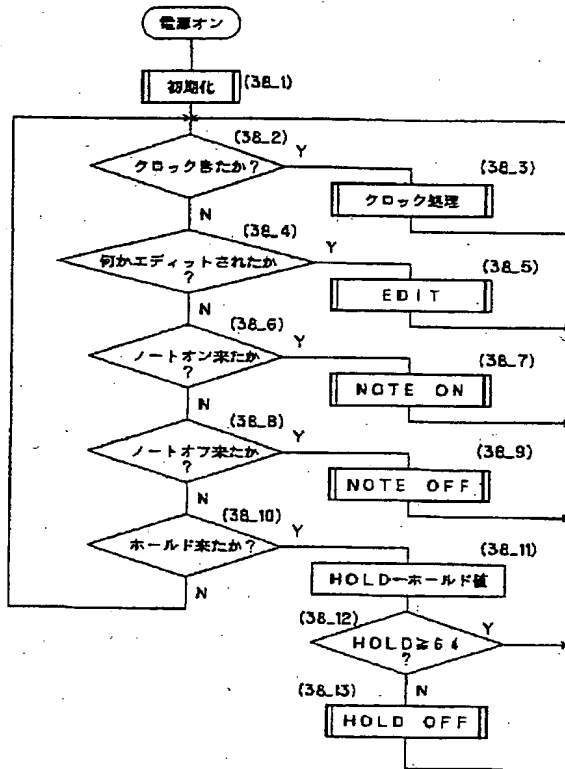 電源オン
初期化
(38_1)
(38_2)
クロックきたか?
Y
N
(38_3)
クロック処理
(38_4)
何かエディットされたか
?
Y
N
(38_5)
EDIT
(38_6)
ノートオン来たか
?
Y
N
(38_7)
NOTE ON
(38_8)
ノートオフ来たか
?
Y
N
(38_9)
NOTE OFF
(38_10)
ホールド来たか?
Y
N
(38_11)
HOLD←ホールド値
(38_12)
HOLD≧64
?
Y
N
(38_13)
HOLD OFF